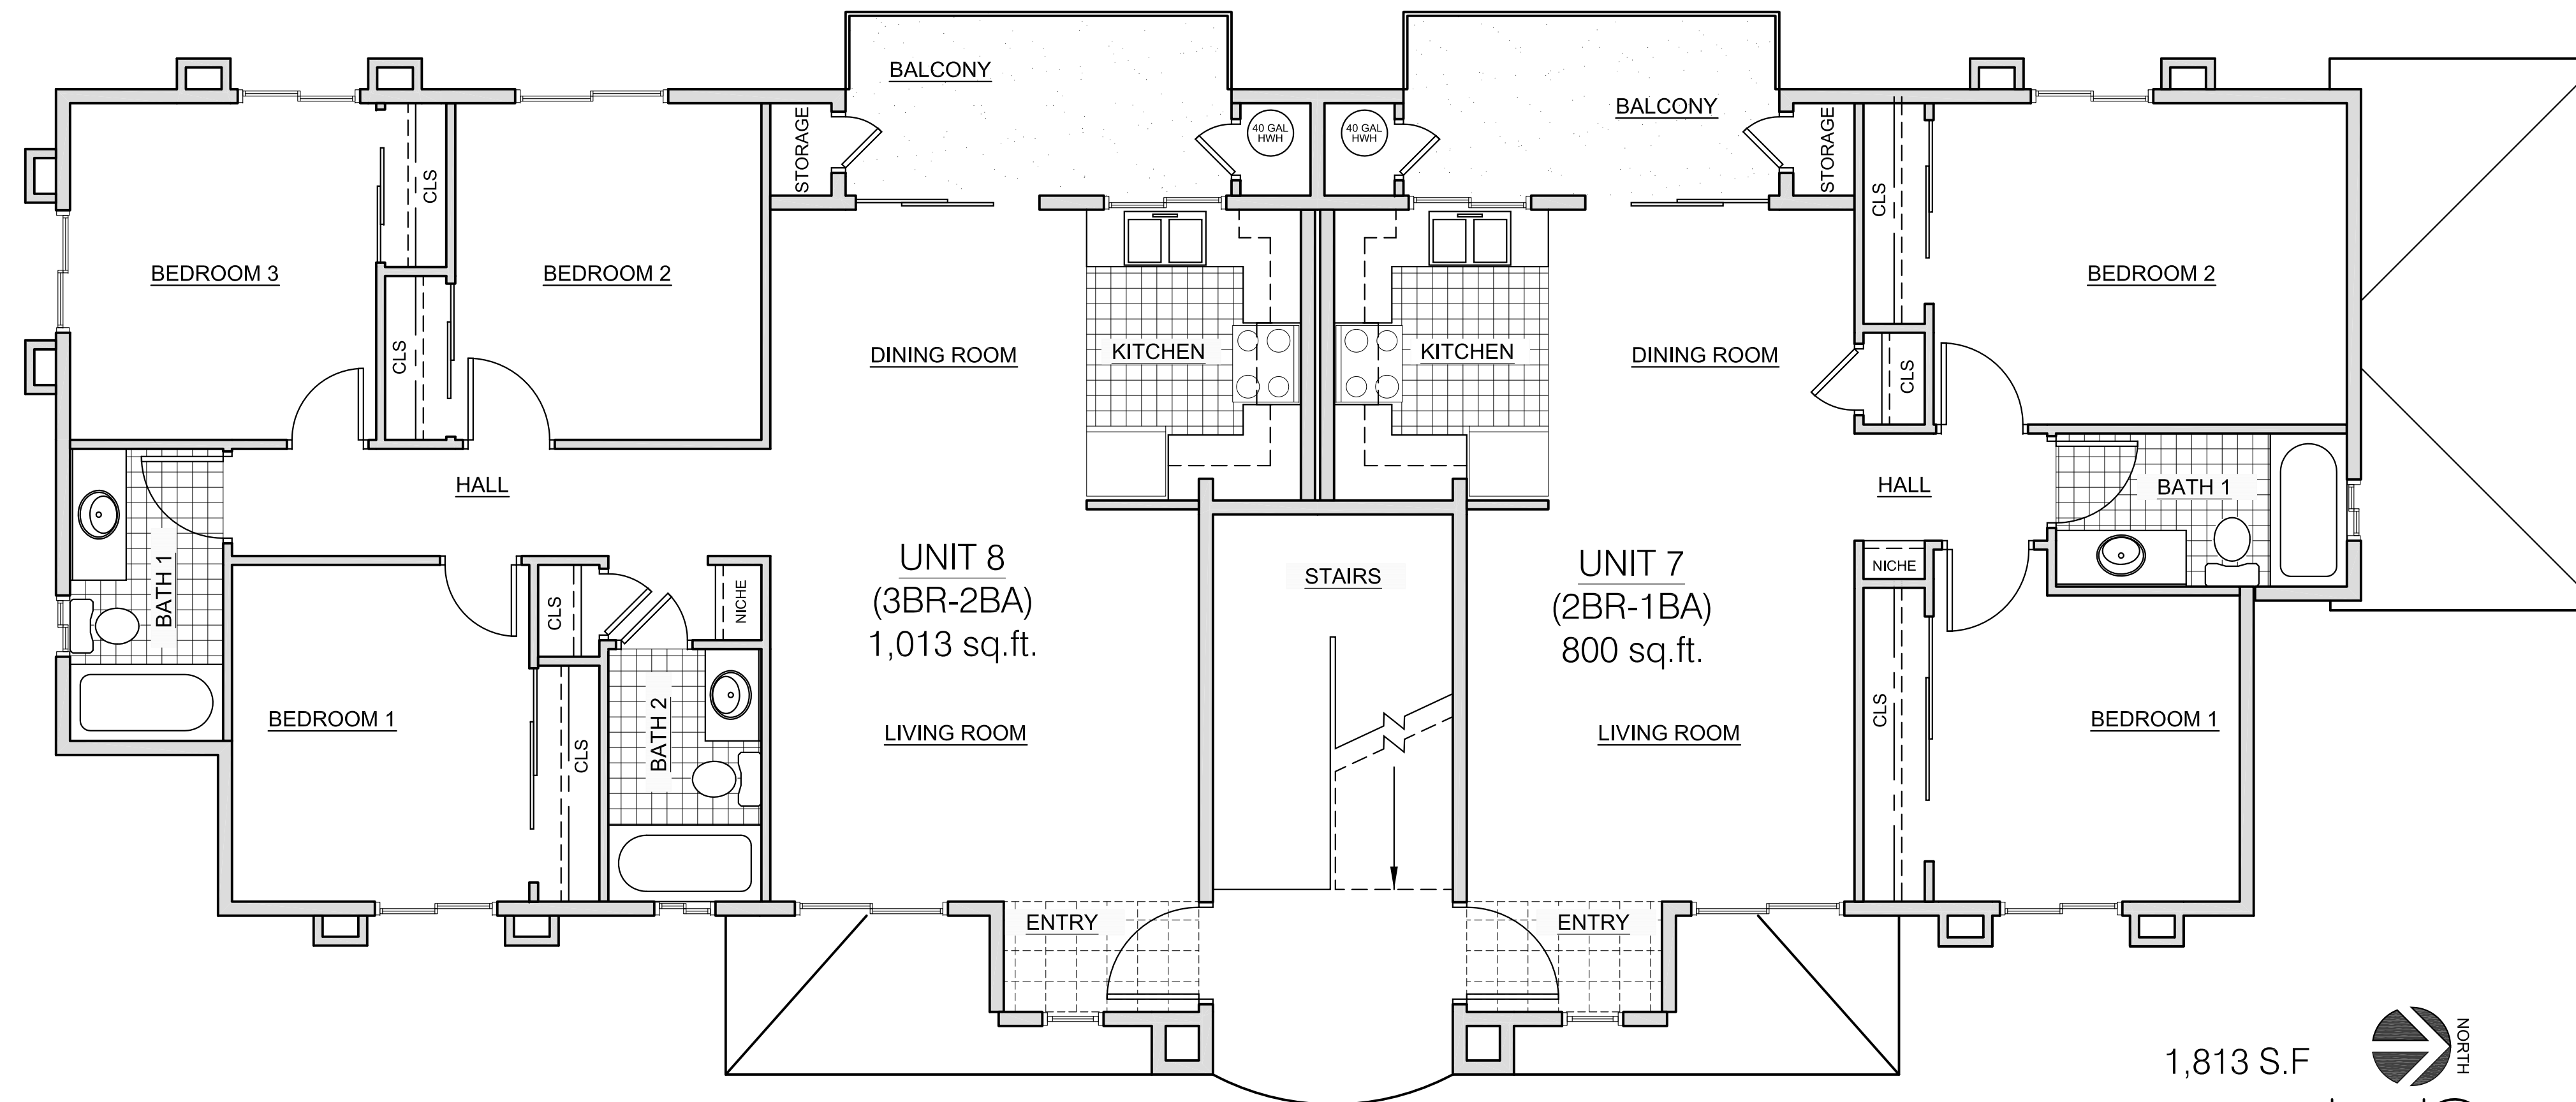 BALCONY
BALCONY
STORAGE
40 GAL
HWH
40 GAL
HWH
STORAGE
CLS
CLS
BEDROOM 3
BEDROOM 2
BEDROOM 2
CLS
DINING ROOM
KITCHEN
KITCHEN
DINING ROOM
CLS
HALL
HALL
BATH 1
UNIT 8
(3BR-2BA)
1,013 sq.ft.
STAIRS
UNIT 7
(2BR-1BA)
800 sq.ft.
NICHE
BATH 1
CLS
NICHE
BEDROOM 1
CLS
BATH 2
LIVING ROOM
LIVING ROOM
CLS
BEDROOM 1
ENTRY
ENTRY
1,813 S.F
NORTH